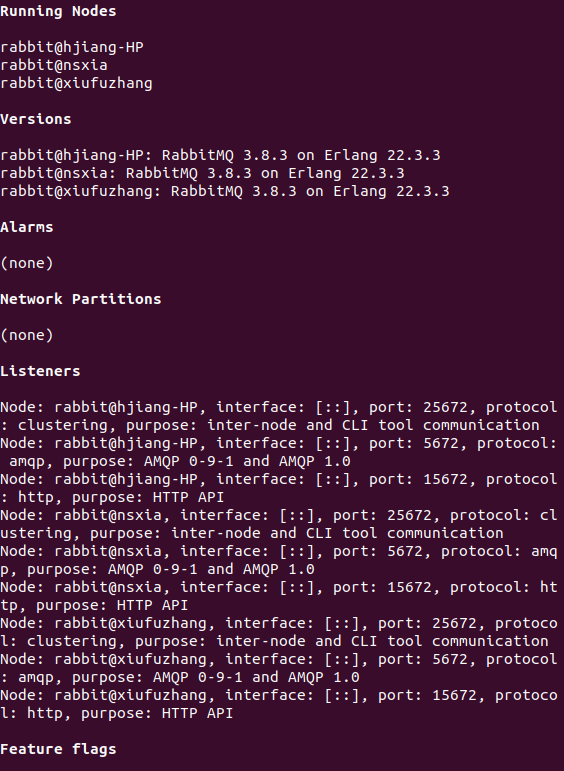 Running Nodes
rabbit@hjiang-HP
rabbit@nsxia
rabbit@xiufuzhang
Versions
rabbit@hjiang-HP: RabbitMQ 3.8.3 on Erlang 22.3.3
rabbit@nsxia: RabbitMQ 3.8.3 on Erlang 22.3.3
rabbit@xiufuzhang: RabbitMQ 3.8.3 on Erlang 22.3.3
Alarms
(none)
Network Partitions
(none)
Listeners
Node: rabbit@hjiang-HP, interface: [::], port: 25672, protocol
: clustering, purpose: inter-node and CLI tool communication
Node: rabbit@hjiang-HP, interface: [::], port: 5672, protocol:
 amqp, purpose: AMQP 0-9-1 and AMQP 1.0
Node: rabbit@hjiang-HP, interface: [::], port: 15672, protocol
: http, purpose: HTTP API
Node: rabbit@nsxia, interface: [::], port: 25672, protocol: cl
ustering, purpose: inter-node and CLI tool communication
Node: rabbit@nsxia, interface: [::], port: 5672, protocol: amq
p, purpose: AMQP 0-9-1 and AMQP 1.0
Node: rabbit@nsxia, interface: [::], port: 15672, protocol: ht
tp, purpose: HTTP API
Node: rabbit@xiufuzhang, interface: [::], port: 25672, protoco
l: clustering, purpose: inter-node and CLI tool communication
Node: rabbit@xiufuzhang, interface: [::], port: 5672, protocol
: amqp, purpose: AMQP 0-9-1 and AMQP 1.0
Node: rabbit@xiufuzhang, interface: [::], port: 15672, protoco
l: http, purpose: HTTP API
Feature flags